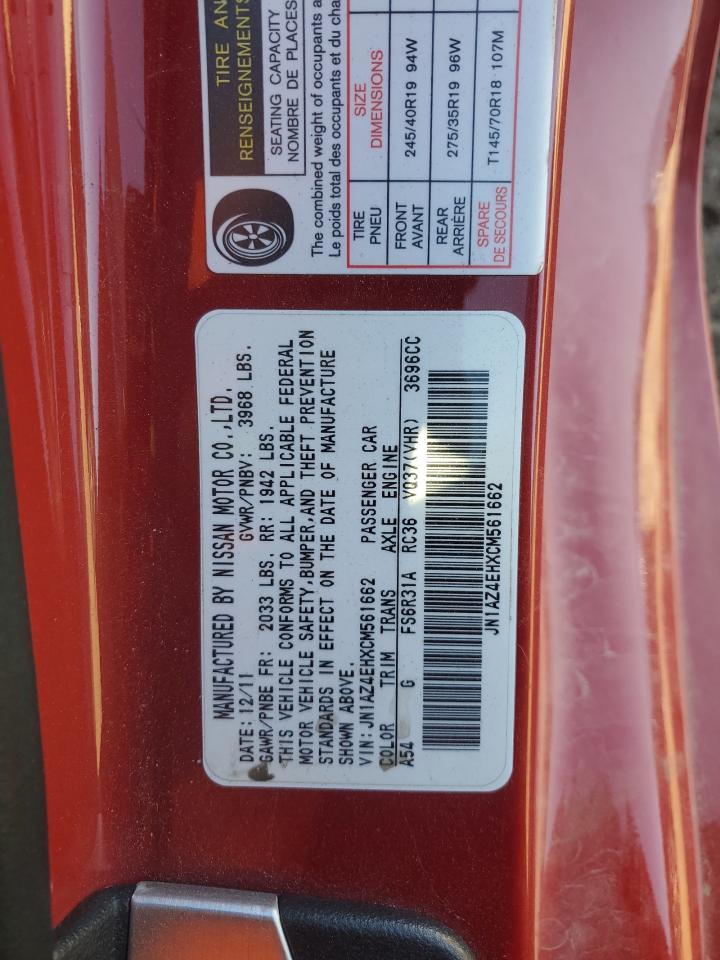 TIRE AN
RENSEIGNEMENTS
SEATING CAPACITY
NOMBRE DE PLACES
The combined weight of occupants a
Le poids total des occupants et du cha
TIRE
PNEU
SIZE
DIMENSIONS
FRONT
AVANT
245/40R19 94W
REAR
ARRIÈRE
275/35R19 96W
SPARE
DE SECOURS
T145/70R18 107M
MANUFACTURED BY NISSAN MOTOR CO.,LTD.
DATE: 12/11 GVWR/PNBV: 3968 LBS.
GAWR/PNBE FR: 2033 LBS. RR: 1942 LBS.
THIS VEHICLE CONFORMS TO ALL APPLICABLE FEDERAL
MOTOR VEHICLE SAFETY,BUMPER,AND THEFT PREVENTION
STANDARDS IN EFFECT ON THE DATE OF MANUFACTURE
SHOWN ABOVE.
VIN:JN1AZ4EHXCM561662 PASSENGER CAR
COLOR TRIM TRANS AXLE ENGINE
A54 G FS6R31A RC36 VQ37(VHR) 3696CC
JN1AZ4EHXCM561662